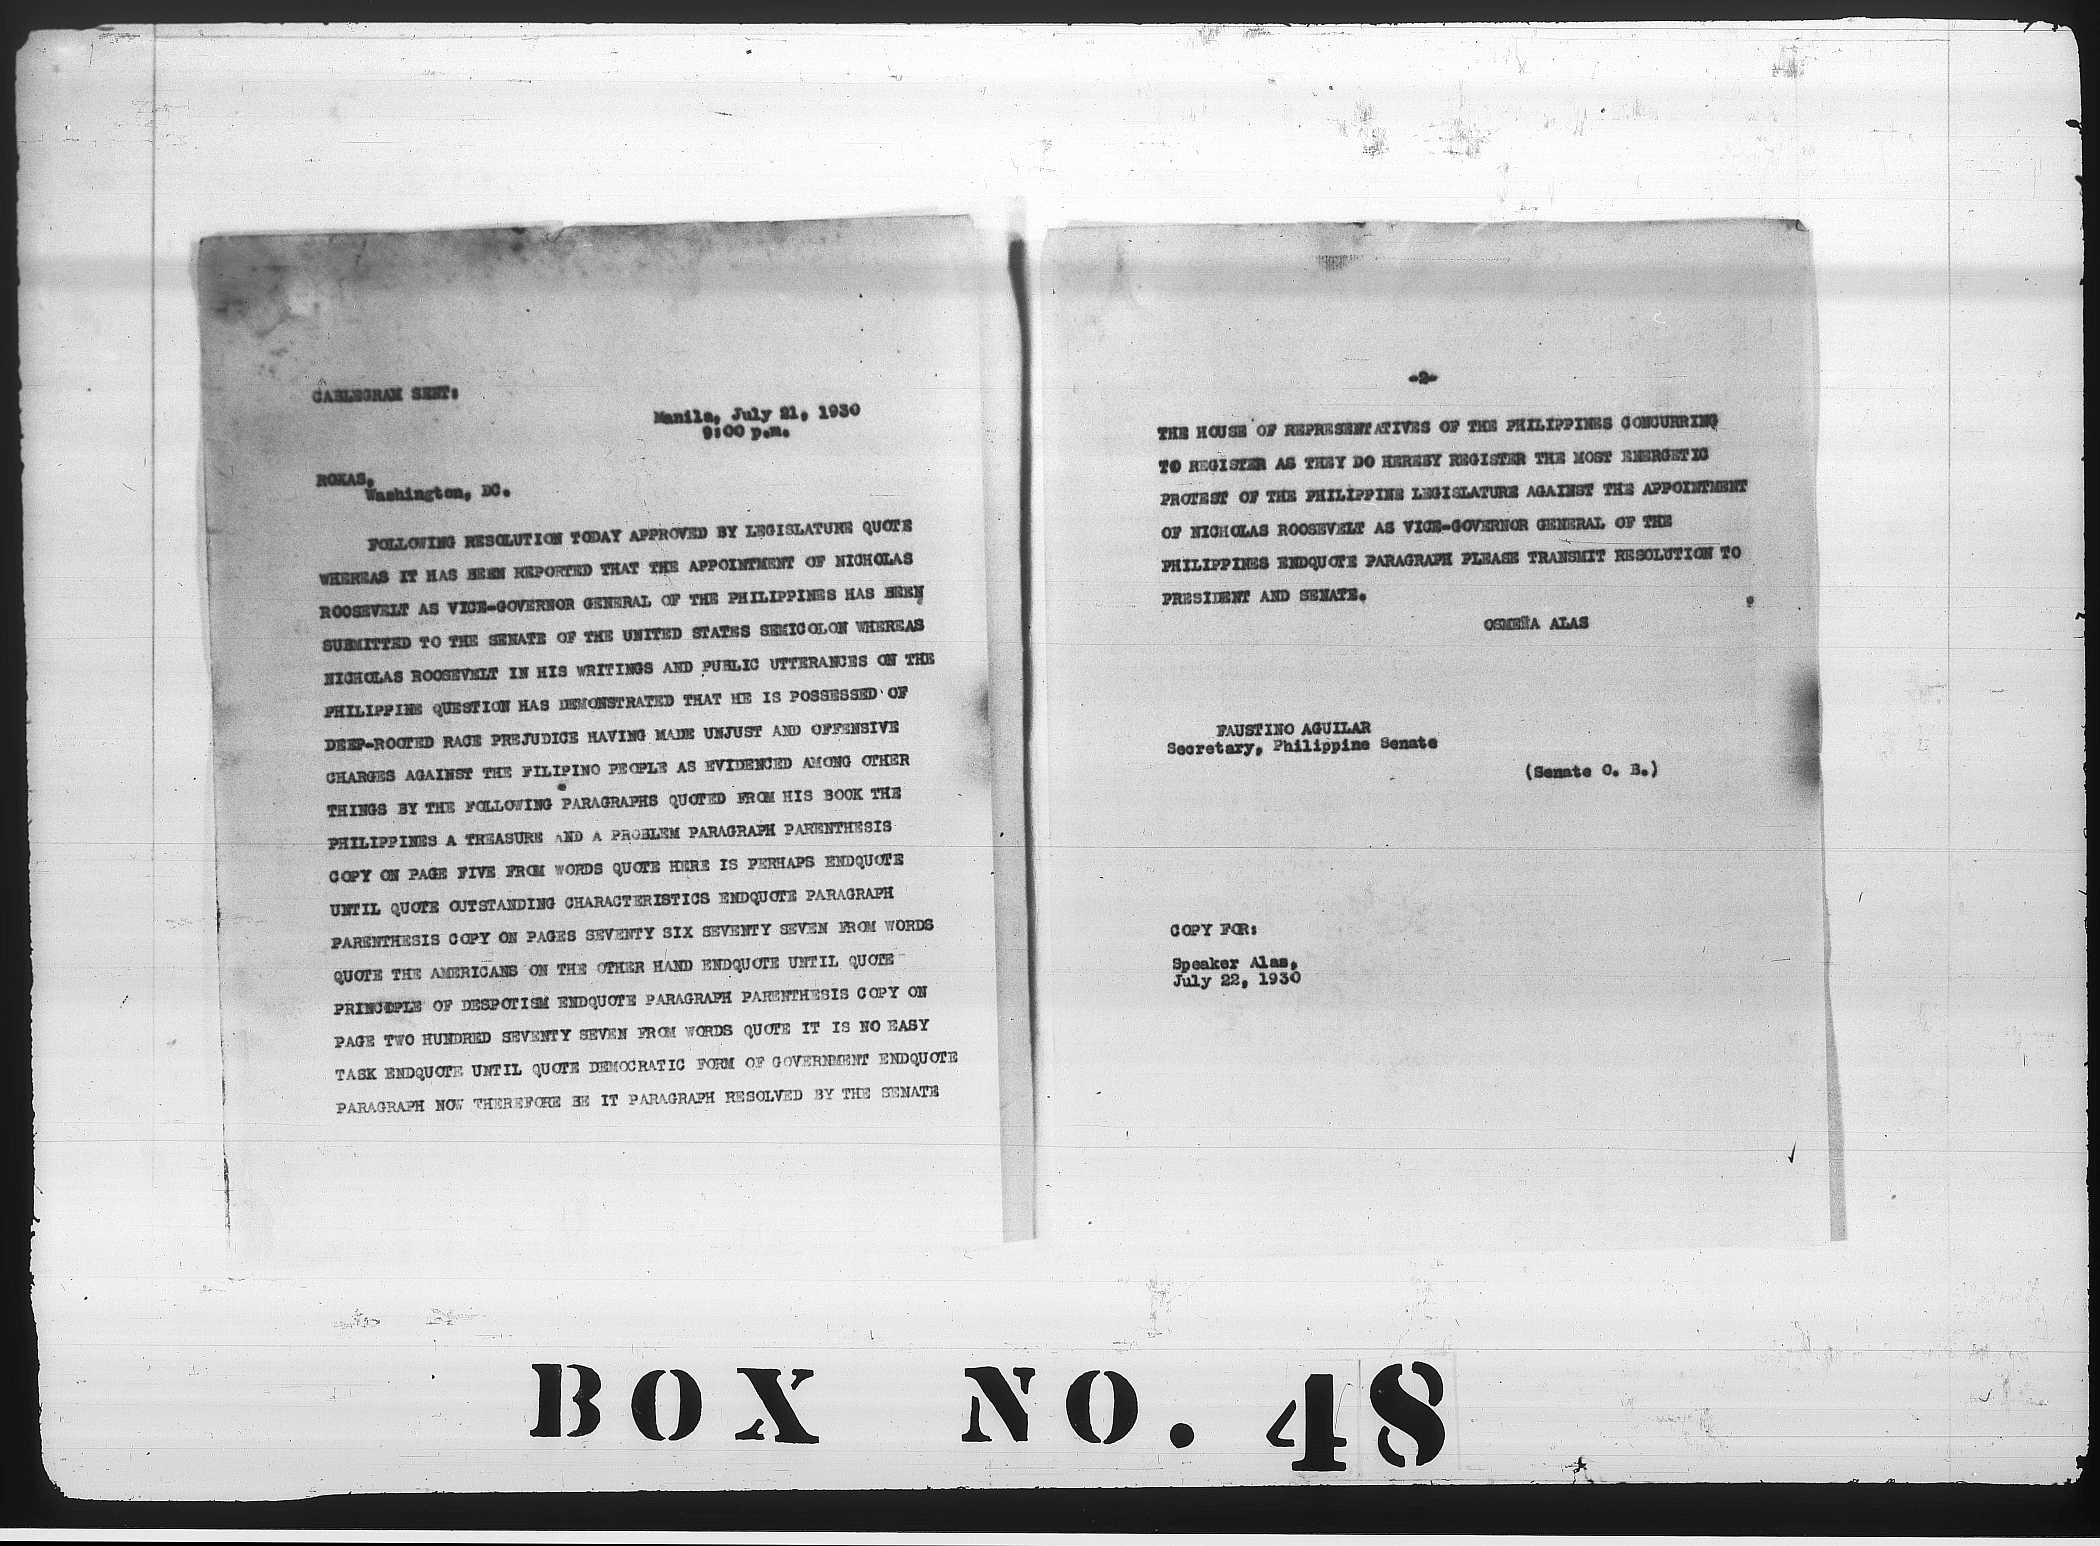 CABLEGRAM SENT:
Manila, July 21, 1930
9:00 p.m.
ROXAS,
Washington, DC.
FOLLOWING RESOLUTION TODAY APPROVED BY LEGISLATURE QUOTE
WHEREAS IT HAS BEEN REPORTED THAT THE APPOINTMENT OF NICHOLAS
ROOSEVELT AS VICE-GOVERNOR GENERAL OF THE PHILIPPINES HAS BEEN
SUBMITTED TO THE SENATE OF THE UNITED STATES SEMICOLON WHEREAS
NICHOLAS ROOSEVELT IN HIS WRITINGS AND PUBLIC UTTERANCES ON THE
PHILIPPINE QUESTION HAS DEMONSTRATED THAT HE IS POSSESSED OF
DEEP-ROOTED RACE PREJUDICE HAVING MADE UNJUST AND OFFENSIVE
CHARGES AGAINST THE FILIPINO PEOPLE AS EVIDENCED AMONG OTHER
THINGS BY THE FOLLOWING PARAGRAPHS QUOTED FROM HIS BOOK THE
PHILIPPINES A TREASURE AND A PROBLEM PARAGRAPH PARENTHESIS
COPY ON PAGE FIVE FROM WORDS QUOTE HERE IS PERHAPS ENDQUOTE
UNTIL QUOTE OUTSTANDING CHARACTERISTICS ENDQUOTE PARAGRAPH
PARENTHESIS COPY ON PAGES SEVENTY SIX SEVENTY SEVEN FROM WORDS
QUOTE THE AMERICANS ON THE OTHER HAND ENDQUOTE UNTIL QUOTE
PRINCIPLE OF DESPOTISM ENDQUOTE PARAGRAPH PARENTHESIS COPY ON
PAGE TWO HUNDRED SEVENTY SEVEN FROM WORDS QUOTE IT IS NO EASY
TASK ENDQUOTE UNTIL QUOTE DEMOCRATIC FORM OF GOVERNMENT ENDQUOTE
PARAGRAPH NOW THEREFORE BE IT PARAGRAPH RESOLVED BY THE SENATE
-2-
THE HOUSE OF REPRESENTATIVES OF THE PHILIPPINES CONCURRING
TO REGISTER AS THEY DO HEREBY REGISTER THE MOST ENERGETIC
PROTEST OF THE PHILIPPINE LEGISLATURE AGAINST THE APPOINTMENT
OF NICHOLAS ROOSEVELT AS VICE-GOVERNOR GENERAL OF THE
PHILIPPINES ENDQUOTE PARAGRAPH PLEASE TRANSMIT RESOLUTION TO
PRESIDENT AND SENATE.
OSMEÑA ALAS
FAUSTINO AGUILAR
Secretary, Philippine Senate
(Senate O. B.)
COPY FOR:
Speaker Alas,
July 22, 1930
BOX NO. 48